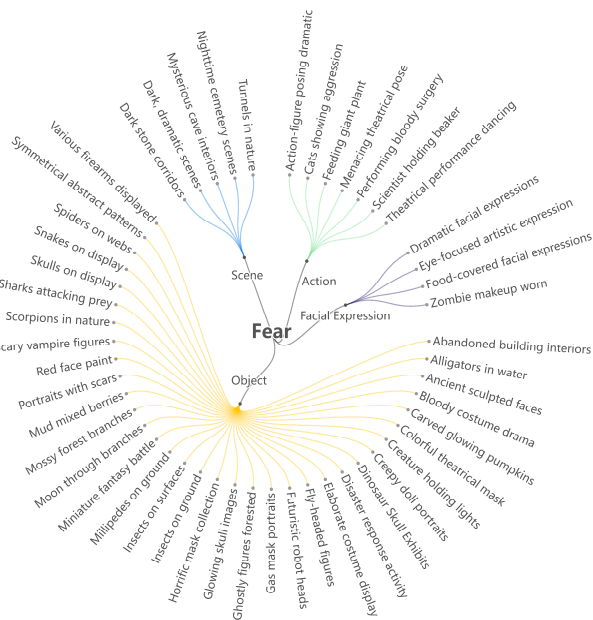 Fear
Scene
Dark stone corridors
Dark, dramatic scenes
Mysterious cave interiors
Nighttime cemetery scenes
Tunnels in nature
Action
Action-figure posing dramatic
Cats showing aggression
Feeding giant plant
Menacing theatrical pose
Performing bloody surgery
Scientist holding beaker
Theatrical performance dancing
Facial Expression
Dramatic facial expressions
Eye-focused artistic expression
Food-covered facial expressions
Zombie makeup worn
Object
Abandoned building interiors
Alligators in water
Ancient sculpted faces
Bloody costume drama
Carved glowing pumpkins
Colorful theatrical mask
Creature holding lights
Creepy doll portraits
Dinosaur Skull Exhibits
Disaster response activity
Elaborate costume display
Fly-headed figures
Futuristic robot heads
Gas mask portraits
Ghostly figures forested
Glowing skull images
Horrific mask collection
Insects on ground
Insects on surfaces
Millipedes on ground
Miniature fantasy battle
Moon through branches
Mossy forest branches
Mud mixed berries
Portraits with scars
Red face paint
cary vampire figures
Scorpions in nature
Sharks attacking prey
Skulls on display
Snakes on display
Spiders on webs
Symmetrical abstract patterns
Various firearms displayed